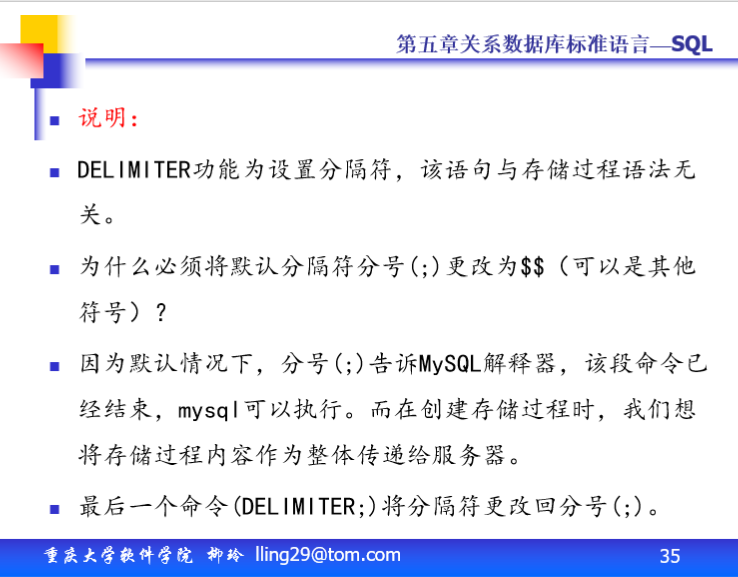 第五章关系数据库标准语言—SQL
说明：
DELIMITER功能为设置分隔符，该语句与存储过程语法无
关。
为什么必须将默认分隔符分号(;)更改为$$（可以是其他
符号）？
因为默认情况下，分号(;)告诉MySQL解释器，该段命令已
经结束，mysql可以执行。而在创建存储过程时，我们想
将存储过程内容作为整体传递给服务器。
最后一个命令(DELIMITER;)将分隔符更改回分号(;)。
重庆大学软件学院 柳玲 lling29@tom.com
35